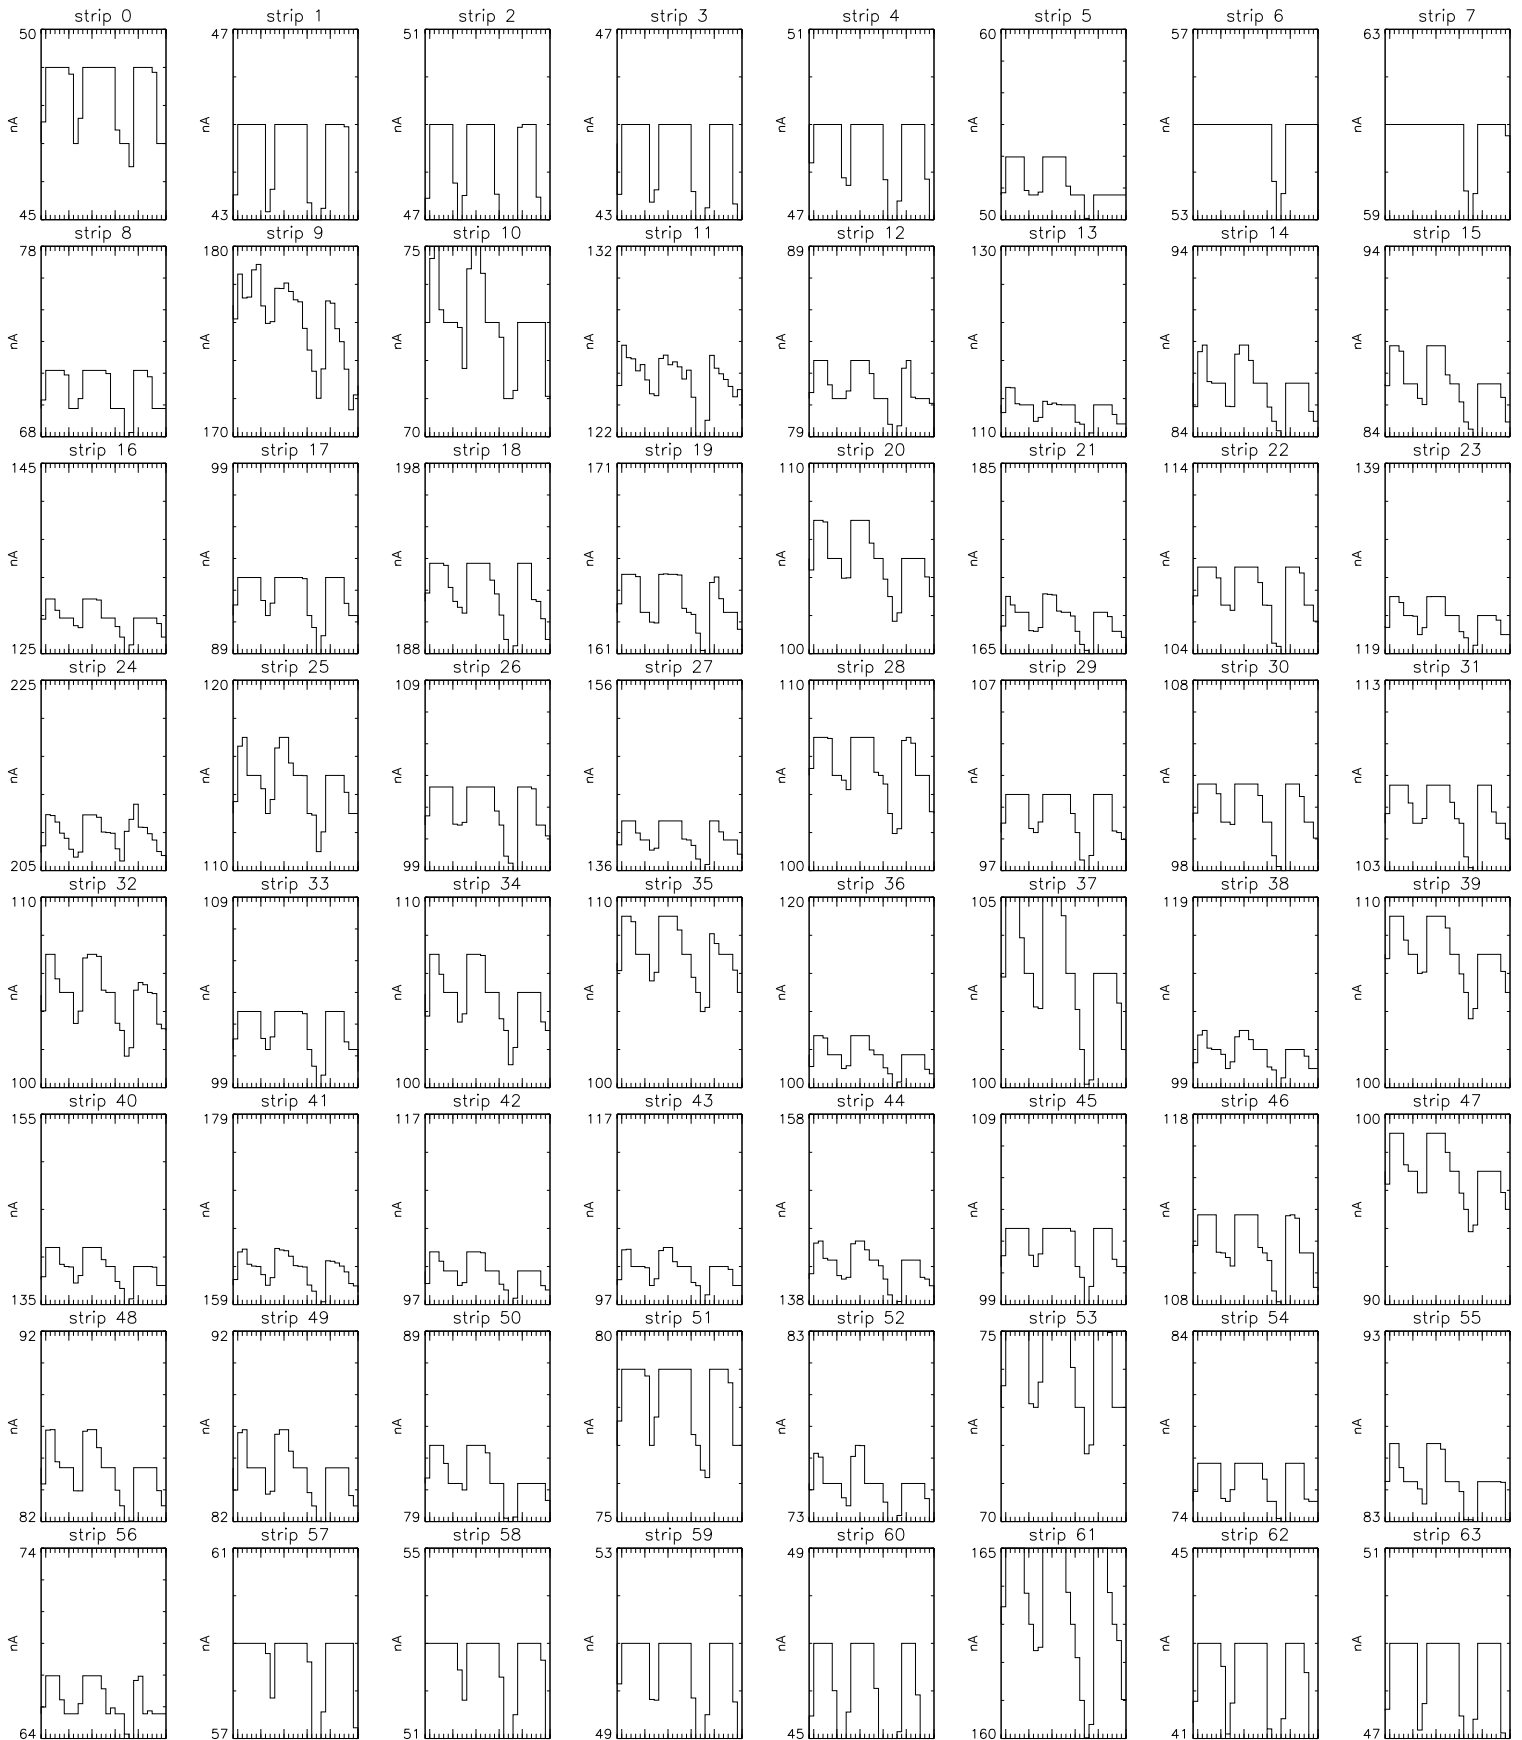 strip 0 strip 1 strip 2 strip 3 strip 4 strip 5 strip 6 strip 7
50 47 51 47 51 60 57 63
nA nA nA nA nA nA nA nA
45 43 47 43 47 50 53 59
strip 8 strip 9 strip 10 strip 11 strip 12 strip 13 strip 14 strip 15
78 180 75 132 89 130 94 94
nA nA nA nA nA nA nA nA
68 170 70 122 79 110 84 84
strip 16 strip 17 strip 18 strip 19 strip 20 strip 21 strip 22 strip 23
145 99 198 171 110 185 114 139
nA nA nA nA nA nA nA nA
125 89 188 161 100 165 104 119
strip 24 strip 25 strip 26 strip 27 strip 28 strip 29 strip 30 strip 31
225 120 109 156 110 107 108 113
nA nA nA nA nA nA nA nA
205 110 99 136 100 97 98 103
strip 32 strip 33 strip 34 strip 35 strip 36 strip 37 strip 38 strip 39
110 109 110 110 120 105 119 110
nA nA nA nA nA nA nA nA
100 99 100 100 100 100 99 100
strip 40 strip 41 strip 42 strip 43 strip 44 strip 45 strip 46 strip 47
155 179 117 117 158 109 118 100
nA nA nA nA nA nA nA nA
135 159 97 97 138 99 108 90
strip 48 strip 49 strip 50 strip 51 strip 52 strip 53 strip 54 strip 55
92 92 89 80 83 75 84 93
nA nA nA nA nA nA nA nA
82 82 79 75 73 70 74 83
strip 56 strip 57 strip 58 strip 59 strip 60 strip 61 strip 62 strip 63
74 61 55 53 49 165 45 51
nA nA nA nA nA nA nA nA
64 57 51 49 45 160 41 47